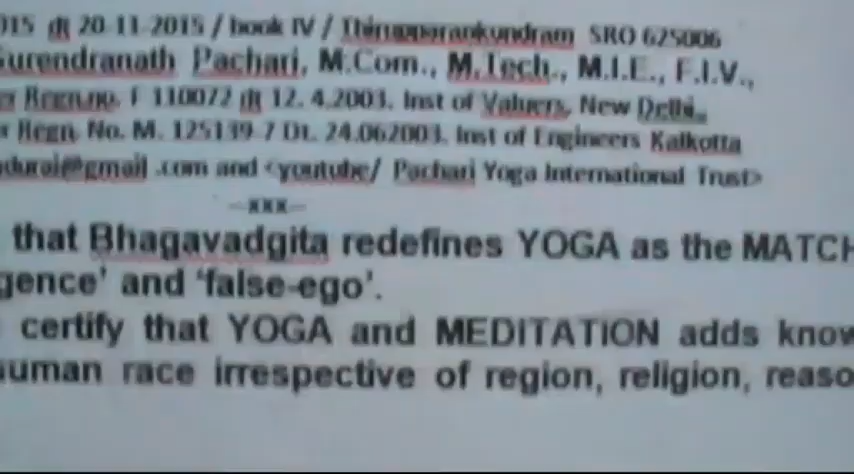 015 dt 20-11-2015 / book IV / Thirupparankundram SRO 625006
Surendranath Pachari, M.Com., M.Tech., M.I.E., F.I.V.,
Regn.no. F 110072 dt 12. 4.2003. Inst of Valuers, New Delhi,
Regn. No. M. 125139-7 Dt. 24.062003. Inst of Engineers Kalkotta
adurai@gmail .com and <youtube/ Pachari Yoga International Trust>
--xxx--
that Bhagavadgita redefines YOGA as the MATCH
gence' and 'false-ego'.
certify that YOGA and MEDITATION adds know
uman race irrespective of region, religion, reaso